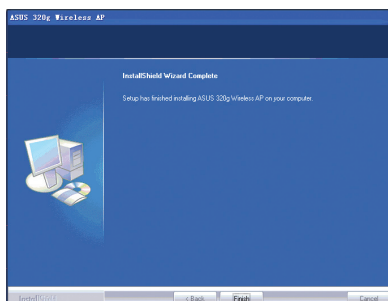 ASUS 320g Wireless AP
InstallShield Wizard Complete
Setup has finished installing ASUS 320g Wireless AP on your computer.
InstallShield
< Back
Finish
Cancel